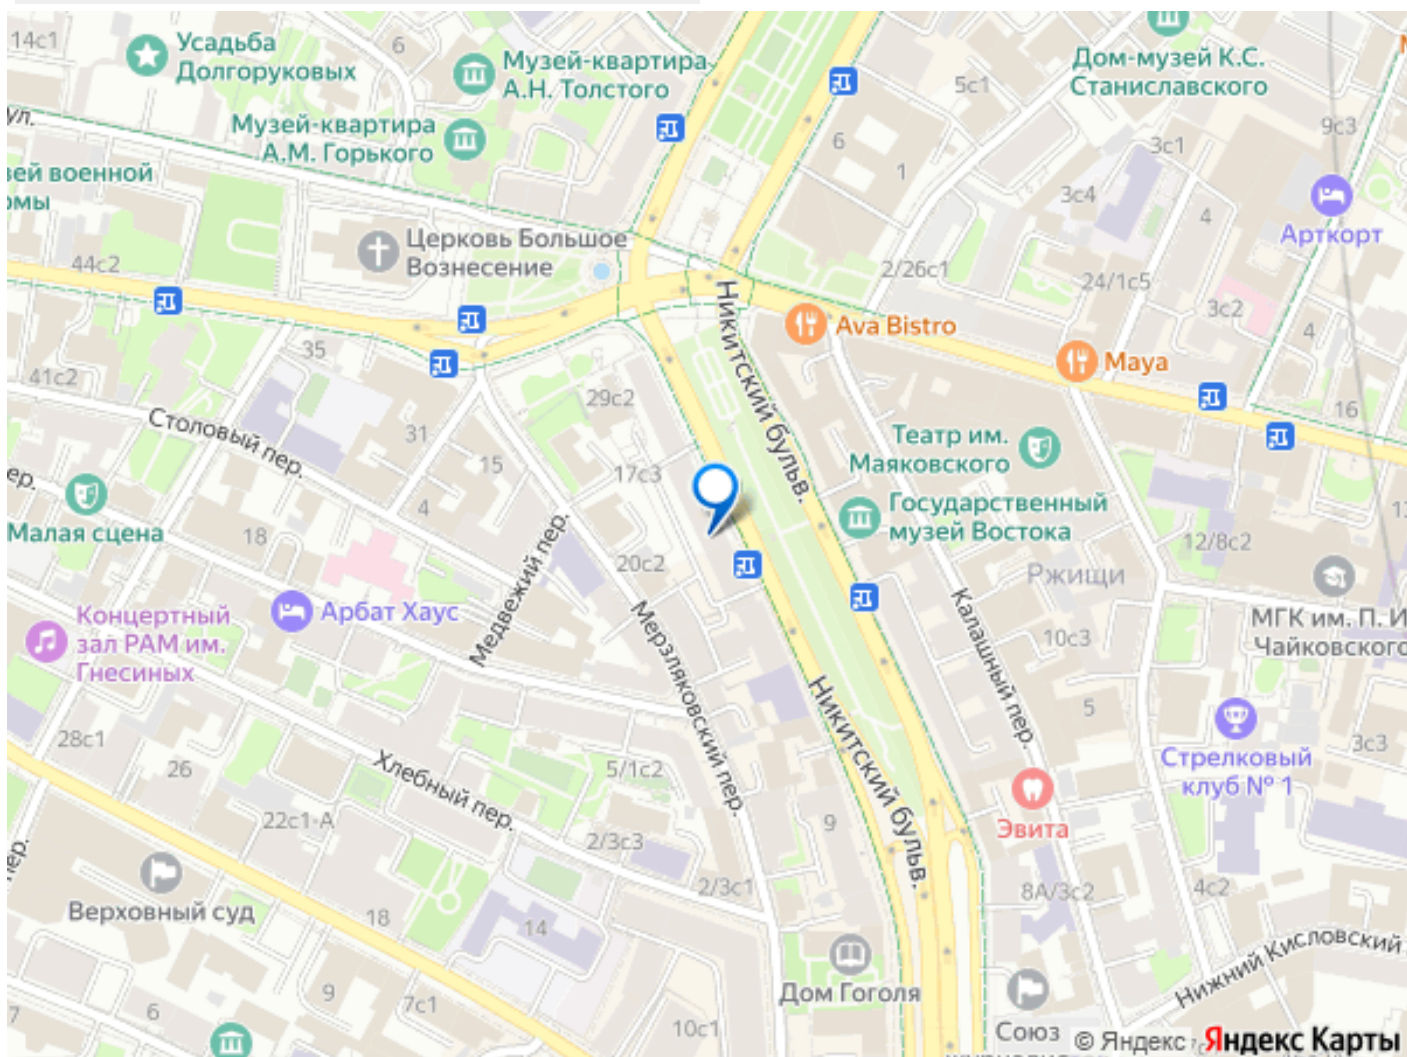 14с1
Усадьба
Долгоруковых
6
Музей-квартира
А.Н. Толстого
Дом-музей К.С.
Станиславского
5с1
9с3
ул.
Музей-квартира
А.М. Горького
6
1
3с1
3с4
4
зей военной
Арткорт
Церковь Большое
Вознесение
44с2
2/26с1
24/1с5
3с2
4
Никитский бульв.
Ava Bistro
Maya
35
41с2
29с2
16
Столовый пер.
31
15
17с3
Театр им.
Маяковского
ер.
4
Государственный
музей Востока
Малая сцена
18
Медвежий пер.
20с2
12/8с2
Ржищи
Концертный
зал РАМ им.
Гнесиных
Арбат Хаус
Мерзляковский пер.
Калашный пер.
10с3
МГК им. П. И
Чайковского
28с1
26
Хлебный пер.
5/1с2
Никитский бульв.
5
Стрелковый
клуб № 1
3с3
22с1-А
2/3с3
9
Эвита
пер.
Верховный суд
18
14
2/3с1
8А/3с2
4с2
Дом Гоголя
Нижний Кисловский
7
6
9
7с1
10с1
Союз
© Яндекс
Яндекс Карты